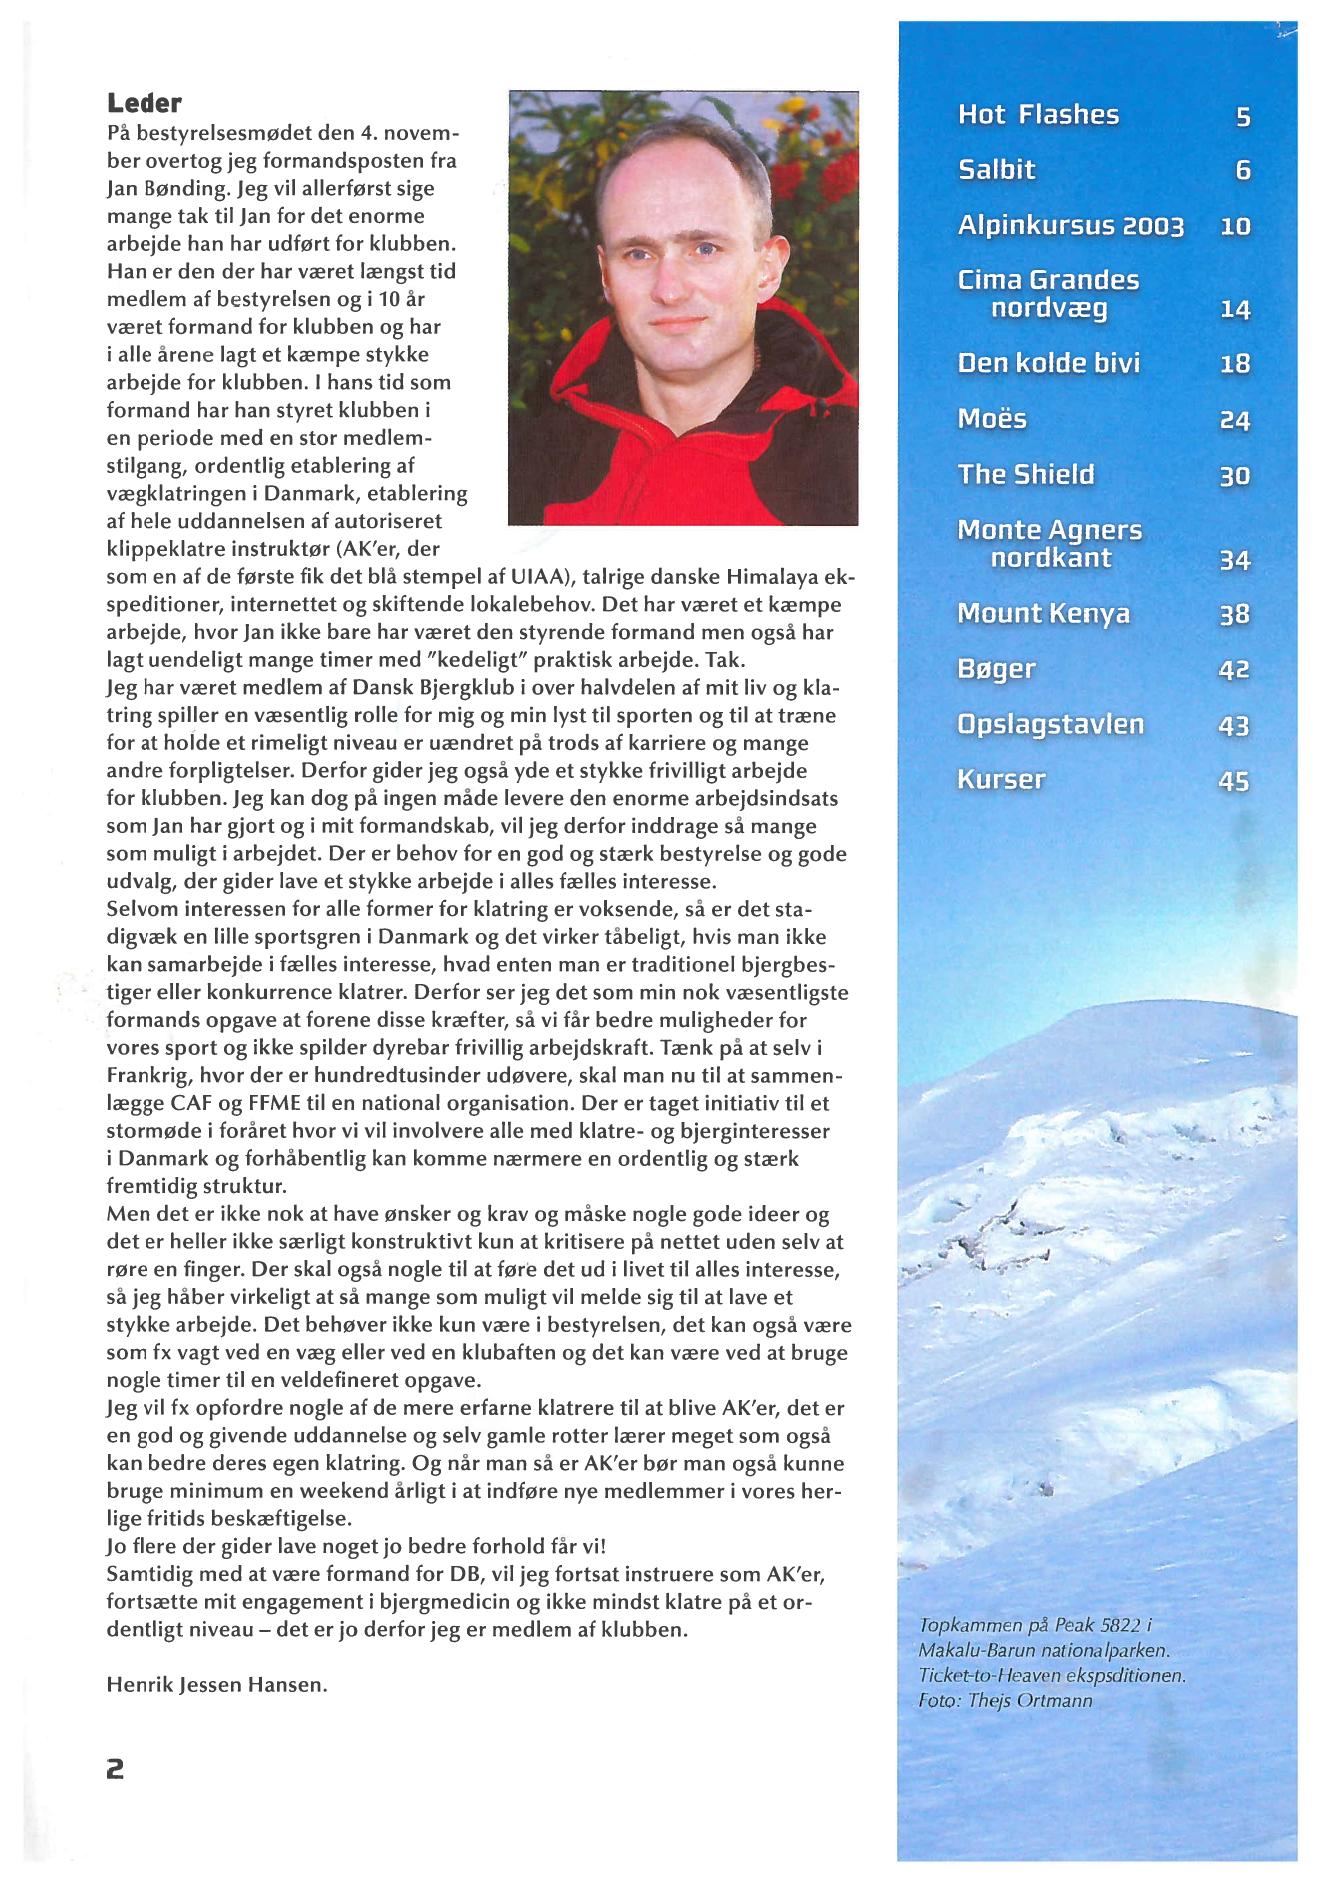 Leder
På bestyrelsesmødet den 4. novem-
ber overtog jeg formandsposten fra
Jan Bønding. Jeg vil allerførst sige
mange tak til Jan for det enorme
arbejde han har udført for klubben.
Han er den der har været længst tid
medlem af bestyrelsen og i 10 år
været formand for klubben og har
i alle årene lagt et kæmpe stykke
arbejde for klubben. I hans tid som
formand har han styret klubben i
en periode med en stor medlem-
stilgang, ordentlig etablering af
vægklatringen i Danmark, etablering
af hele uddannelsen af autoriseret
klippeklatre instruktør (AK'er, der
som en af de første fik det blå stempel af UIAA), talrige danske Himalaya ek-
speditioner, internettet og skiftende lokalebehov. Det har været et kæmpe
arbejde, hvor Jan ikke bare har været den styrende formand men også har
lagt uendeligt mange timer med "kedeligt" praktisk arbejde. Tak.
Jeg har været medlem af Dansk Bjergklub i over halvdelen af mit liv og kla-
tring spiller en væsentlig rolle for mig og min lyst til sporten og til at træne
for at holde et rimeligt niveau er uændret på trods af karriere og mange
andre forpligtelser. Derfor gider jeg også yde et stykke frivilligt arbejde
for klubben. Jeg kan dog på ingen måde levere den enorme arbejdsindsats
som Jan har gjort og i mit formandskab, vil jeg derfor inddrage så mange
som muligt i arbejdet. Der er behov for en god og stærk bestyrelse og gode
udvalg, der gider lave et stykke arbejde i alles fælles interesse.
Selvom interessen for alle former for klatring er voksende, så er det sta-
digvæk en lille sportsgren i Danmark og det virker tåbeligt, hvis man ikke
kan samarbejde i fælles interesse, hvad enten man er traditionel bjergbes-
tiger eller konkurrence klatrer. Derfor ser jeg det som min nok væsentligste
formands opgave at forene disse kræfter, så vi får bedre muligheder for
vores sport og ikke spilder dyrebar frivillig arbejdskraft. Tænk på at selv i
Frankrig, hvor der er hundredtusinder udøvere, skal man nu til at sammen-
lægge CAF og FFME til en national organisation. Der er taget initiativ til et
stormøde i foråret hvor vi vil involvere alle med klatre- og bjerginteresser
i Danmark og forhåbentlig kan komme nærmere en ordentlig og stærk
fremtidig struktur.
Men det er ikke nok at have ønsker og krav og måske nogle gode ideer og
det er heller ikke særligt konstruktivt kun at kritisere på nettet uden selv at
røre en finger. Der skal også nogle til at føre det ud i livet til alles interesse,
så jeg håber virkeligt at så mange som muligt vil melde sig til at lave et
stykke arbejde. Det behøver ikke kun være i bestyrelsen, det kan også være
som fx vagt ved en væg eller ved en klubaften og det kan være ved at bruge
nogle timer til en veldefineret opgave.
Jeg vil fx opfordre nogle af de mere erfarne klatrere til at blive AK'er, det er
en god og givende uddannelse og selv gamle rotter lærer meget som også
kan bedre deres egen klatring. Og når man så er AK'er bør man også kunne
bruge minimum en weekend årligt i at indføre nye medlemmer i vores her-
lige fritids beskæftigelse.
Jo flere der gider lave noget jo bedre forhold får vi!
Samtidig med at være formand for DB, vil jeg fortsat instruere som AK'er,
fortsætte mit engagement i bjergmedicin og ikke mindst klatre på et or-
dentligt niveau – det er jo derfor jeg er medlem af klubben.
Henrik Jessen Hansen.
2
Hot Flashes 5
Salbit 6
Alpinkursus 2003 10
Cima Grandes
nordvæg 14
Den kolde bivi 18
Moës 24
The Shield 30
Monte Agners
nordkant 34
Mount Kenya 38
Bøger 42
Opslagstavlen 43
Kurser 45
Topkammen på Peak 5822 i
Makalu-Barun nationalparken.
Ticket-to-Heaven ekspsditionen.
Foto: Thejs Ortmann